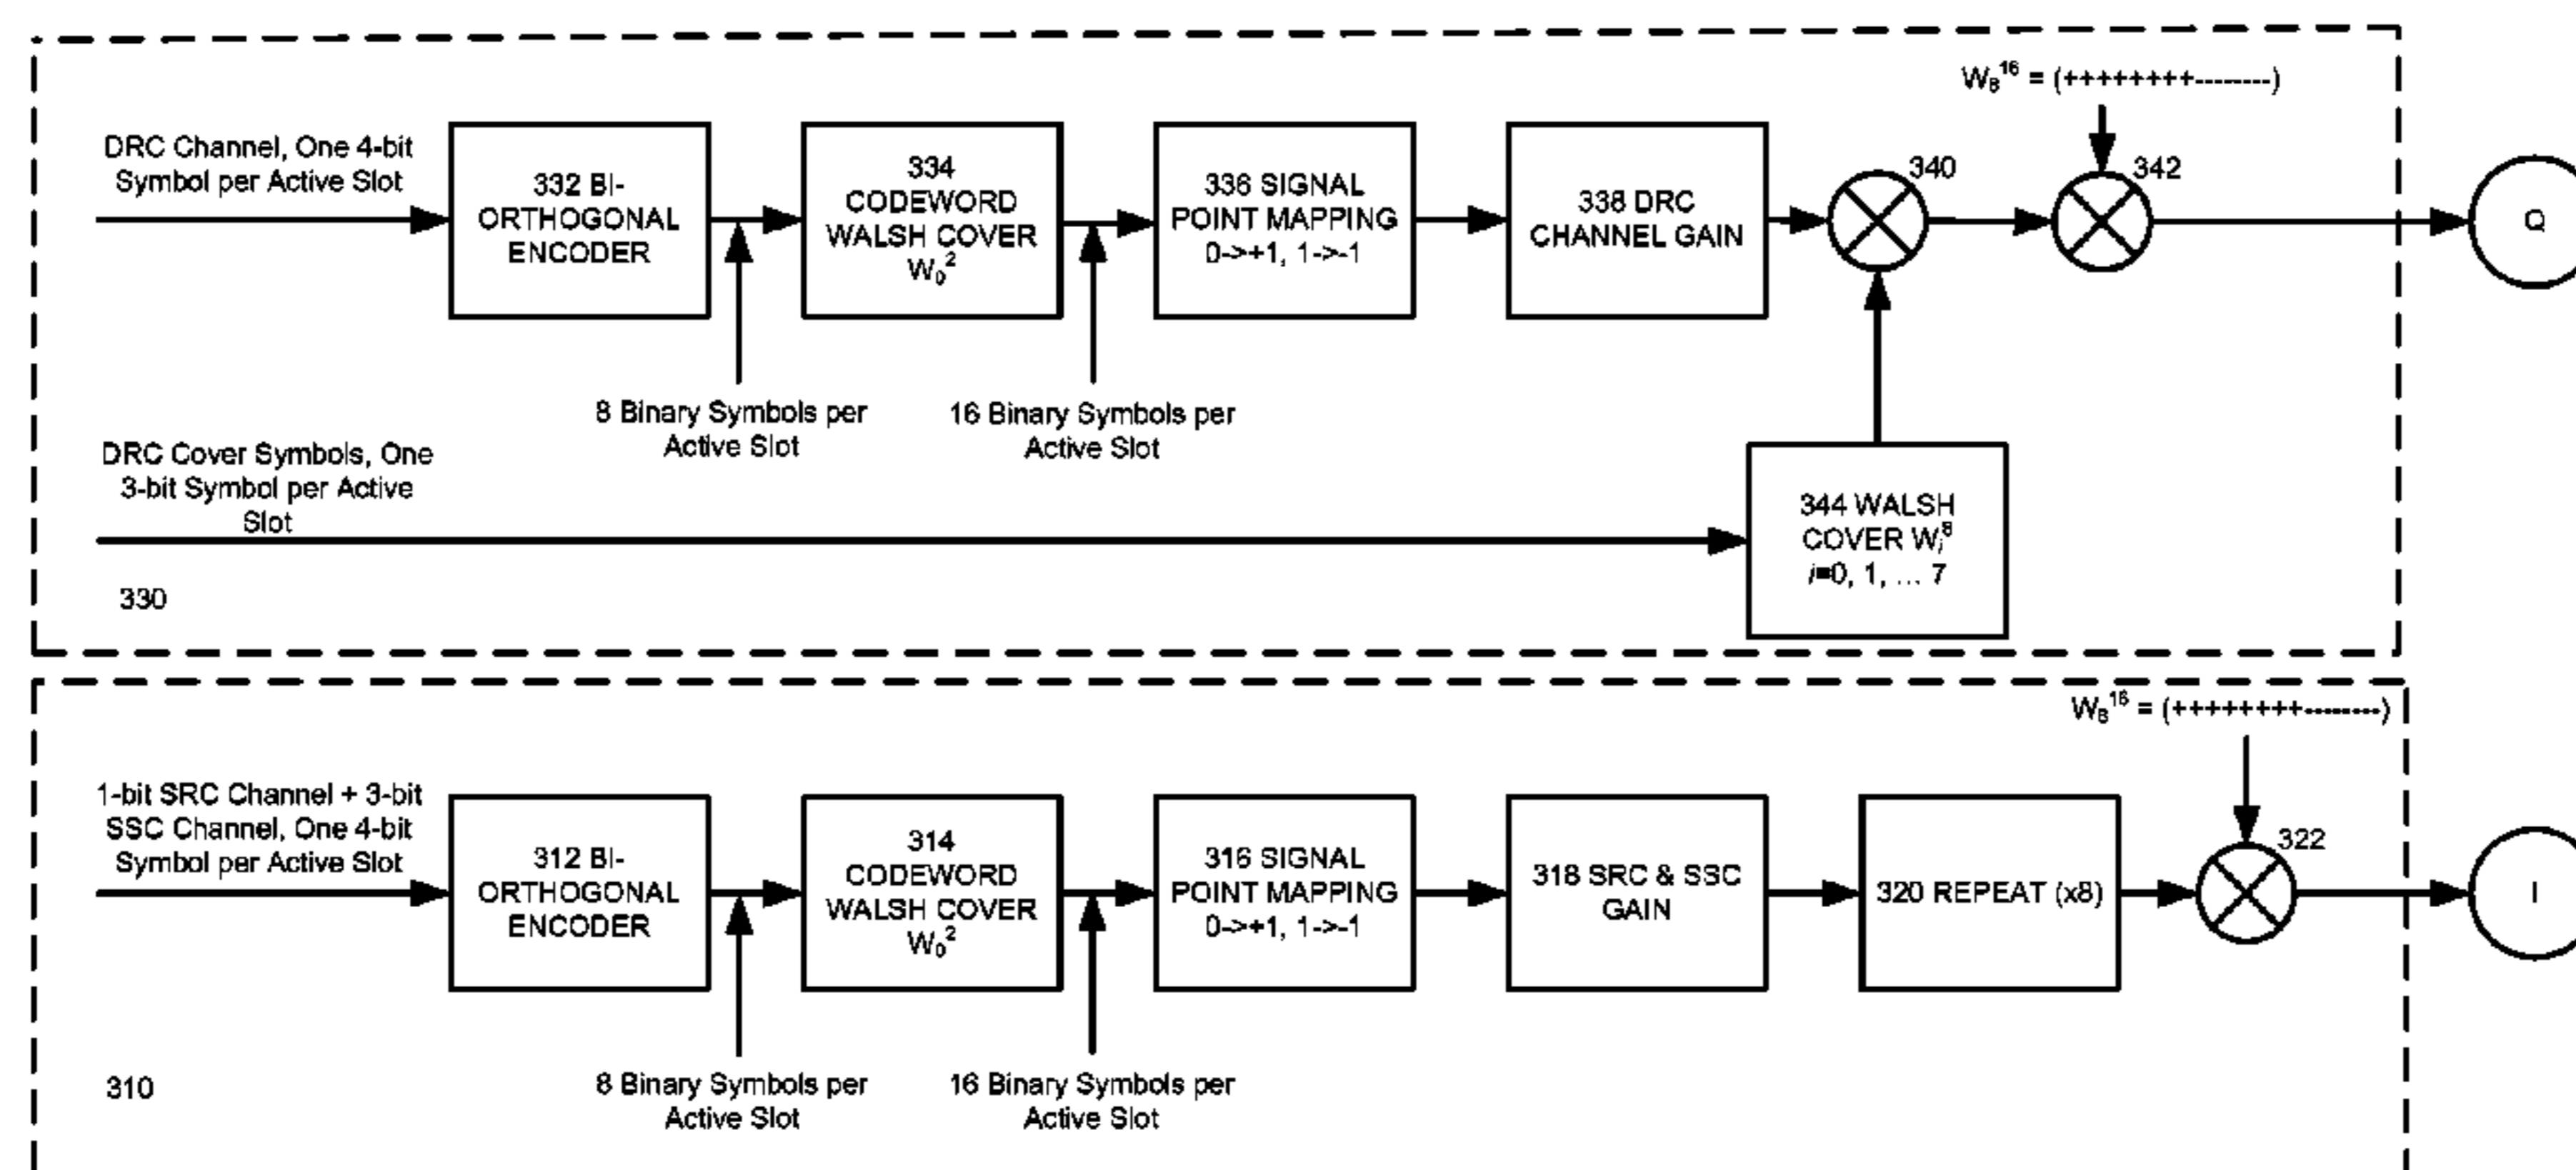 W₈¹⁶ = (++++++++--------)
DRC Channel, One 4-bit
Symbol per Active Slot
332 BI-
ORTHOGONAL
ENCODER
334
CODEWORD
WALSH COVER
W₀²
336 SIGNAL
POINT MAPPING
0->+1, 1->-1
338 DRC
CHANNEL GAIN
340
342
Q
8 Binary Symbols per
Active Slot
16 Binary Symbols per
Active Slot
DRC Cover Symbols, One
3-bit Symbol per Active
Slot
344 WALSH
COVER Wᵢ⁸
i=0, 1, ... 7
330
W₈¹⁶ = (++++++++--------)
1-bit SRC Channel + 3-bit
SSC Channel, One 4-bit
Symbol per Active Slot
312 BI-
ORTHOGONAL
ENCODER
314
CODEWORD
WALSH COVER
W₀²
316 SIGNAL
POINT MAPPING
0->+1, 1->-1
318 SRC & SSC
GAIN
320 REPEAT (x8)
322
I
310
8 Binary Symbols per
Active Slot
16 Binary Symbols per
Active Slot